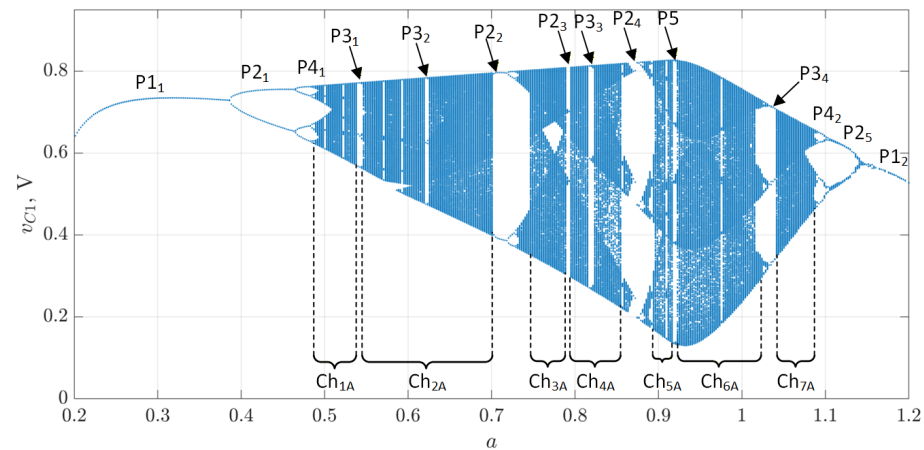 P1₁
P2₁
P4₁
P3₁
P3₂
P2₂
P2₃
P3₃
P2₄
P5
P3₄
P4₂
P2₅
P1₂
0.8
0.6
0.4
0.2
0
v_C1, V
Ch₁ₐ
Ch₂ₐ
Ch₃ₐ
Ch₄ₐ
Ch₅ₐ
Ch₆ₐ
Ch₇ₐ
0.2 0.3 0.4 0.5 0.6 0.7 0.8 0.9 1 1.1 1.2
a